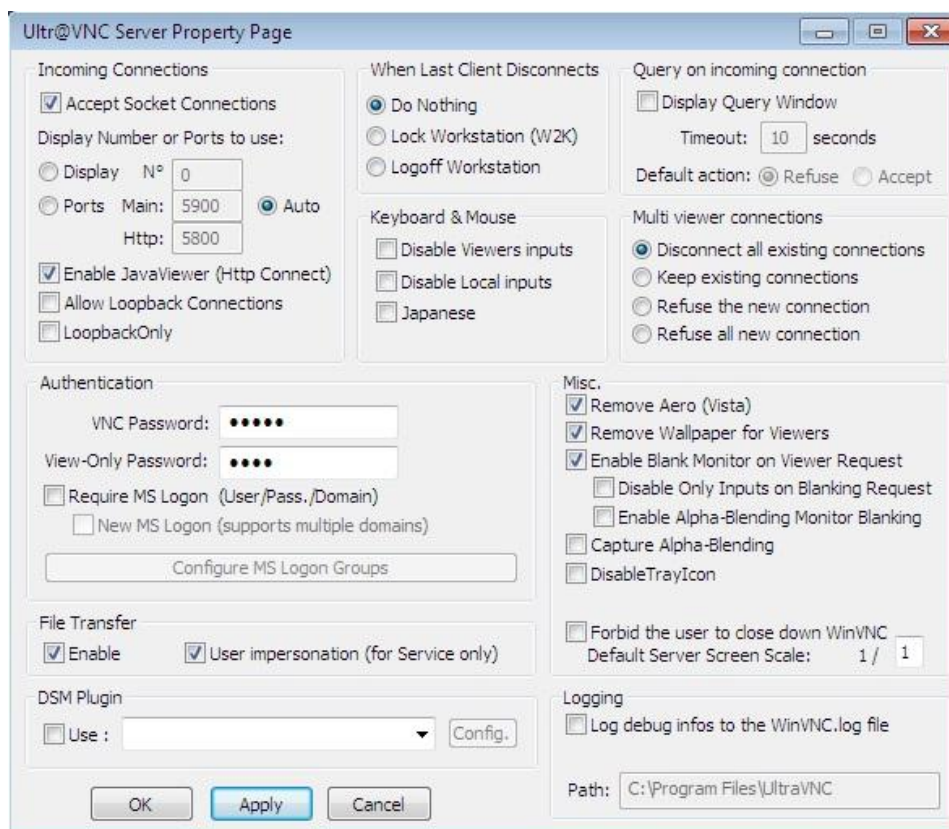 Ultr@VNC Server Property Page
Incoming Connections
Accept Socket Connections
Display Number or Ports to use:
Display N° 0
Ports Main: 5900 Auto
Http: 5800
Enable JavaViewer (Http Connect)
Allow Loopback Connections
LoopbackOnly
When Last Client Disconnects
Do Nothing
Lock Workstation (W2K)
Logoff Workstation
Keyboard & Mouse
Disable Viewers inputs
Disable Local inputs
Japanese
Query on incoming connection
Display Query Window
Timeout: 10 seconds
Default action: Refuse Accept
Multi viewer connections
Disconnect all existing connections
Keep existing connections
Refuse the new connection
Refuse all new connection
Authentication
VNC Password: •••••
View-Only Password: ••••
Require MS Logon (User/Pass./Domain)
New MS Logon (supports multiple domains)
Configure MS Logon Groups
File Transfer
Enable User impersonation (for Service only)
DSM Plugin
Use : Config.
Misc.
Remove Aero (Vista)
Remove Wallpaper for Viewers
Enable Blank Monitor on Viewer Request
Disable Only Inputs on Blanking Request
Enable Alpha-Blending Monitor Blanking
Capture Alpha-Blending
DisableTrayIcon
Forbid the user to close down WinVNC
Default Server Screen Scale: 1 / 1
Logging
Log debug infos to the WinVNC.log file
Path: C:\Program Files\UltraVNC
OK Apply Cancel